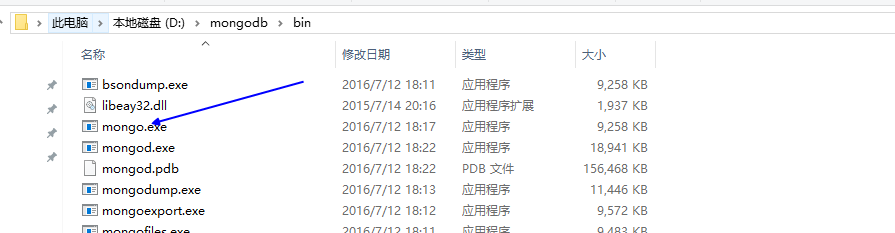 此电脑 本地磁盘 (D:) mongodb bin
名称 修改日期 类型 大小
bsondump.exe 2016/7/12 18:11 应用程序 9,258 KB
libeay32.dll 2015/7/14 20:16 应用程序扩展 1,937 KB
mongo.exe 2016/7/12 18:17 应用程序 9,258 KB
mongod.exe 2016/7/12 18:22 应用程序 18,941 KB
mongod.pdb 2016/7/12 18:22 PDB 文件 156,468 KB
mongodump.exe 2016/7/12 18:13 应用程序 11,446 KB
mongoexport.exe 2016/7/12 18:12 应用程序 9,572 KB
mongofiles.exe 2016/7/12 18:11 应用程序 9,483 KB